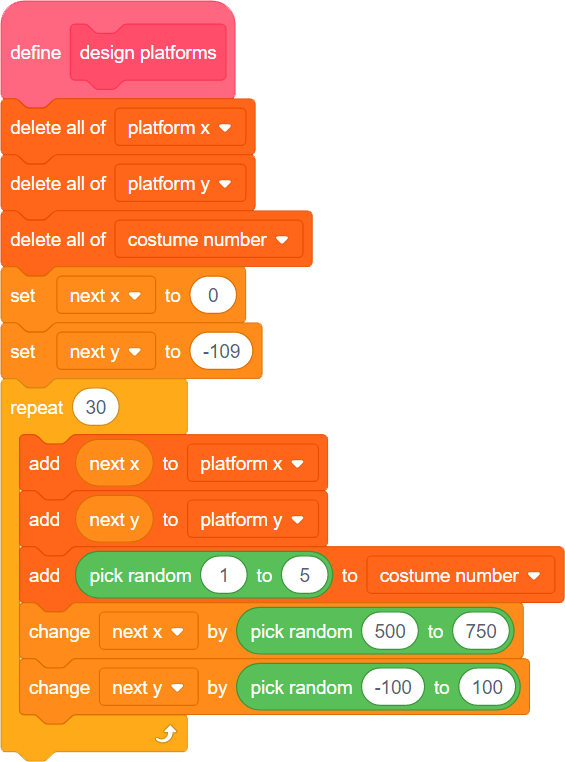 define design platforms
delete all of platform x
delete all of platform y
delete all of costume number
set next x to 0
set next y to -109
repeat 30
add next x to platform x
add next y to platform y
add pick random 1 to 5 to costume number
change next x by pick random 500 to 750
change next y by pick random -100 to 100